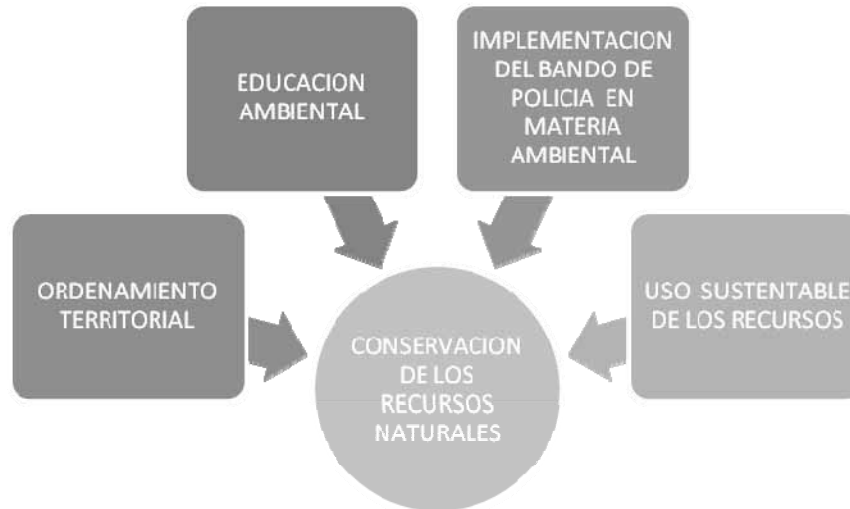 EDUCACION
AMBIENTAL
IMPLEMENTACION
DEL BANDO DE
POLICIA EN
MATERIA
AMBIENTAL
ORDENAMIENTO
TERRITORIAL
USO SUSTENTABLE
DE LOS RECURSOS
CONSERVACION
DE LOS
RECURSOS
NATURALES